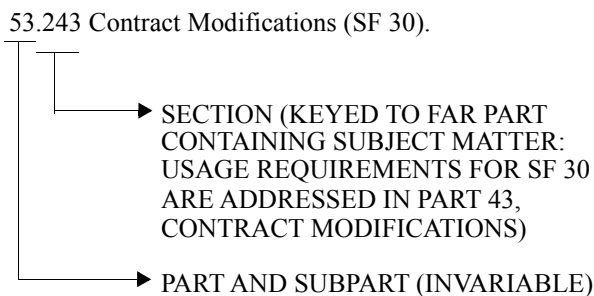 53.243 Contract Modifications (SF 30).
SECTION (KEYED TO FAR PART
CONTAINING SUBJECT MATTER:
USAGE REQUIREMENTS FOR SF 30
ARE ADDRESSED IN PART 43,
CONTRACT MODIFICATIONS)
PART AND SUBPART (INVARIABLE)